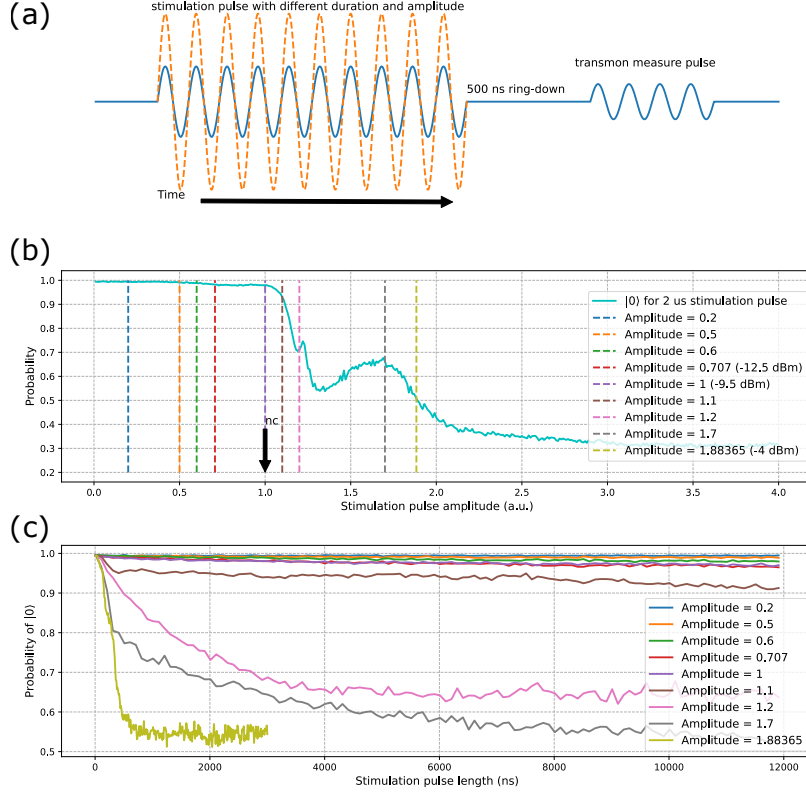 (a)
stimulation pulse with different duration and amplitude
transmon measure pulse
500 ns ring-down
Time
(b)
1.0
0.9
0.8
0.7
0.6
0.5
0.4
0.3
0.2
Probability
|0⟩ for 2 us stimulation pulse
Amplitude = 0.2
Amplitude = 0.5
Amplitude = 0.6
Amplitude = 0.707 (-12.5 dBm)
Amplitude = 1 (-9.5 dBm)
Amplitude = 1.1
Amplitude = 1.2
Amplitude = 1.7
Amplitude = 1.88365 (-4 dBm)
nc
0.0 0.5 1.0 1.5 2.0 2.5 3.0 3.5 4.0
Stimulation pulse amplitude (a.u.)
(c)
1.0
0.9
0.8
0.7
0.6
0.5
Probability of |0⟩
Amplitude = 0.2
Amplitude = 0.5
Amplitude = 0.6
Amplitude = 0.707
Amplitude = 1
Amplitude = 1.1
Amplitude = 1.2
Amplitude = 1.7
Amplitude = 1.88365
0 2000 4000 6000 8000 10000 12000
Stimulation pulse length (ns)